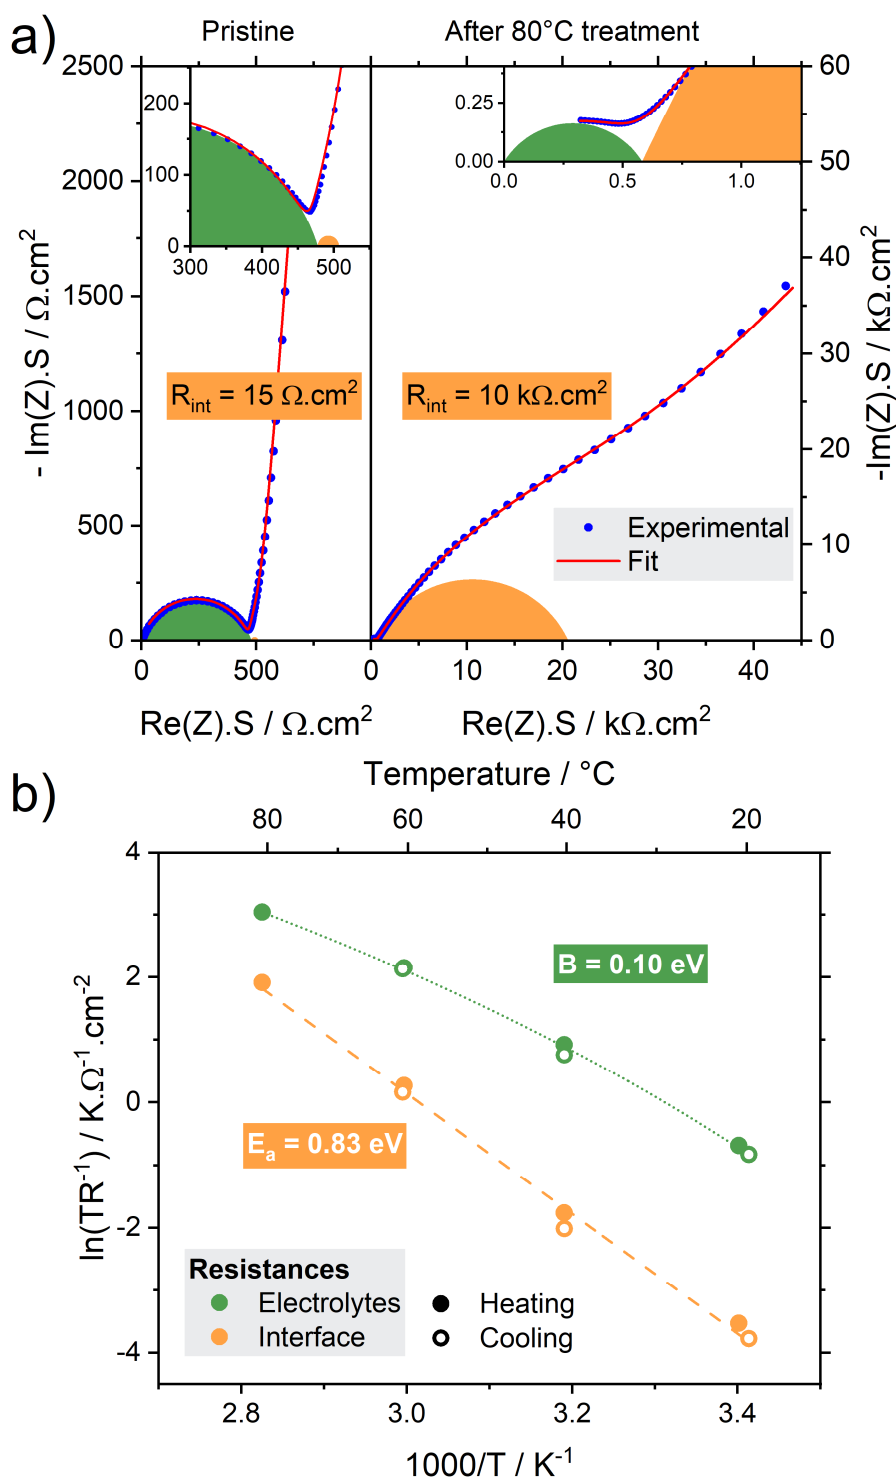 a)
Pristine
After 80°C treatment
2500
2000
1500
1000
500
0
- Im(Z).S / Ω.cm²
200
100
0
300 400 500
R_int = 15 Ω.cm²
0 500
Re(Z).S / Ω.cm²
0.25
0.00
0.0 0.5 1.0
R_int = 10 kΩ.cm²
Experimental
Fit
0 10 20 30 40
Re(Z).S / kΩ.cm²
60
50
40
30
20
10
0
-Im(Z).S / kΩ.cm²
b)
Temperature / °C
80 60 40 20
4
2
0
-2
-4
ln(TR⁻¹) / K.Ω⁻¹.cm⁻²
B = 0.10 eV
E_a = 0.83 eV
Resistances
Electrolytes
Interface
Heating
Cooling
2.8 3.0 3.2 3.4
1000/T / K⁻¹